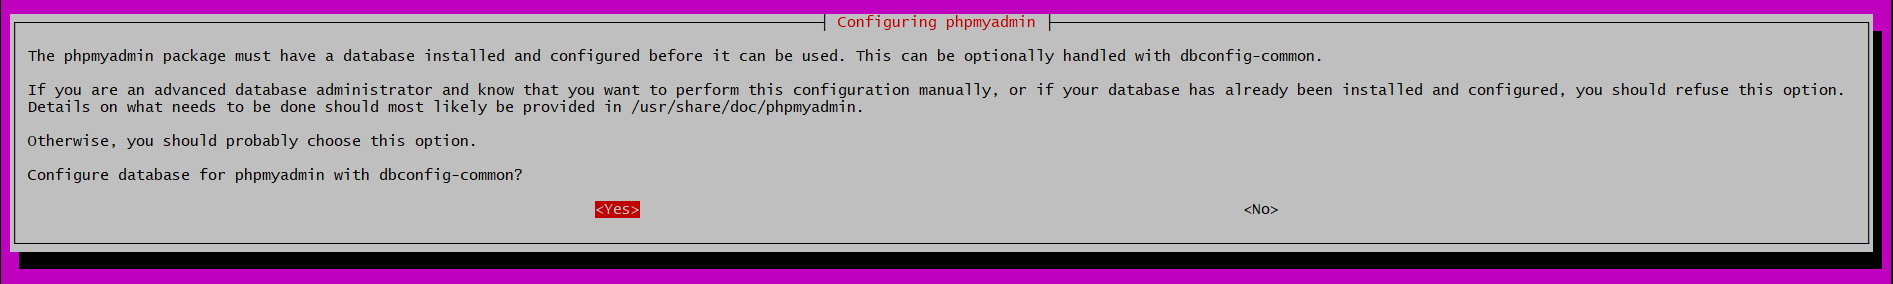 Configuring phpmyadmin
The phpmyadmin package must have a database installed and configured before it can be used. This can be optionally handled with dbconfig-common.
If you are an advanced database administrator and know that you want to perform this configuration manually, or if your database has already been installed and configured, you should refuse this option.
Details on what needs to be done should most likely be provided in /usr/share/doc/phpmyadmin.
Otherwise, you should probably choose this option.
Configure database for phpmyadmin with dbconfig-common?
<Yes> <No>